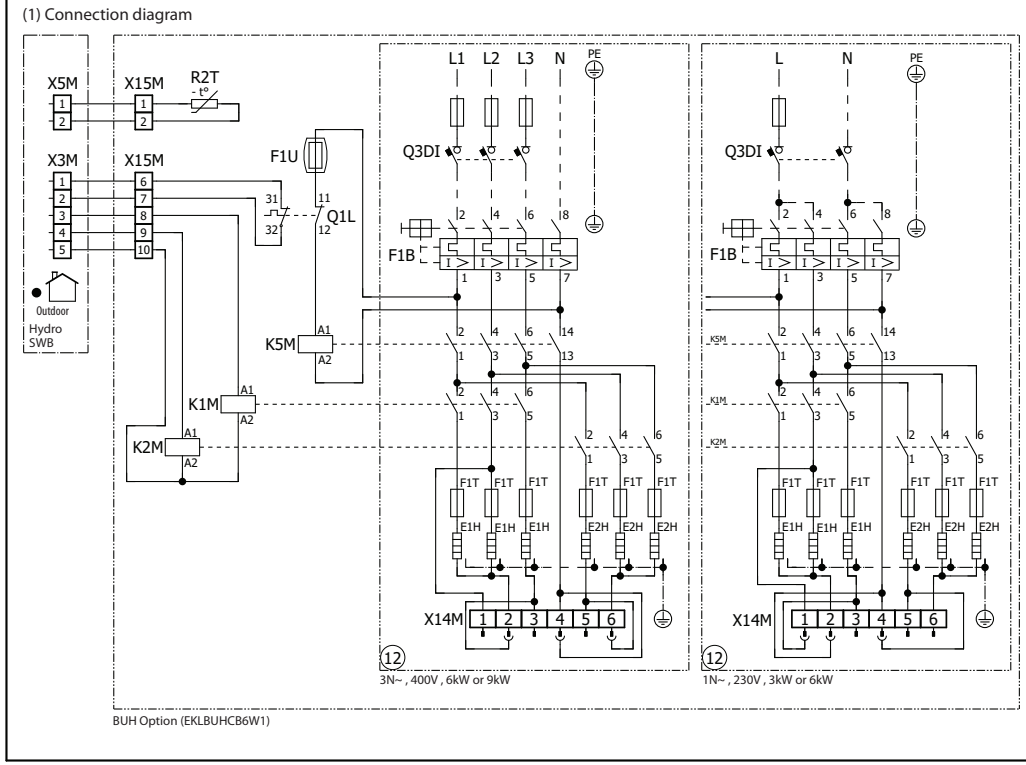 (1) Connection diagram
L1 L2 L3 N PE
L N PE
X5M X15M R2T
- t°
1 1
2 2
F1U
Q3DI
Q3DI
X3M X15M
1 6
2 7
3 8
4 9
5 10
31 11
Q1L
32 12
2 4 6 8
2 4 6 8
F1B
I > I > I > I >
F1B
I > I > I > I >
1 3 5 7
1 3 5 7
Outdoor
Hydro
SWB
K5M A1
A2
2 4 6 14
1 3 5 13
K5M
2 4 6 14
1 3 5 13
K1M A1
A2
2 4 6
1 3 5
K1M
2 4 6
1 3 5
K2M A1
A2
2 4 6
1 3 5
K2M
2 4 6
1 3 5
F1T F1T F1T F1T F1T F1T
F1T F1T F1T F1T F1T F1T
E1H E1H E1H E2H E2H E2H
E1H E1H E1H E2H E2H E2H
X14M 1 2 3 4 5 6
X14M 1 2 3 4 5 6
12
12
3N~ , 400V , 6kW or 9kW
1N~ , 230V , 3kW or 6kW
BUH Option (EKLBUHCB6W1)